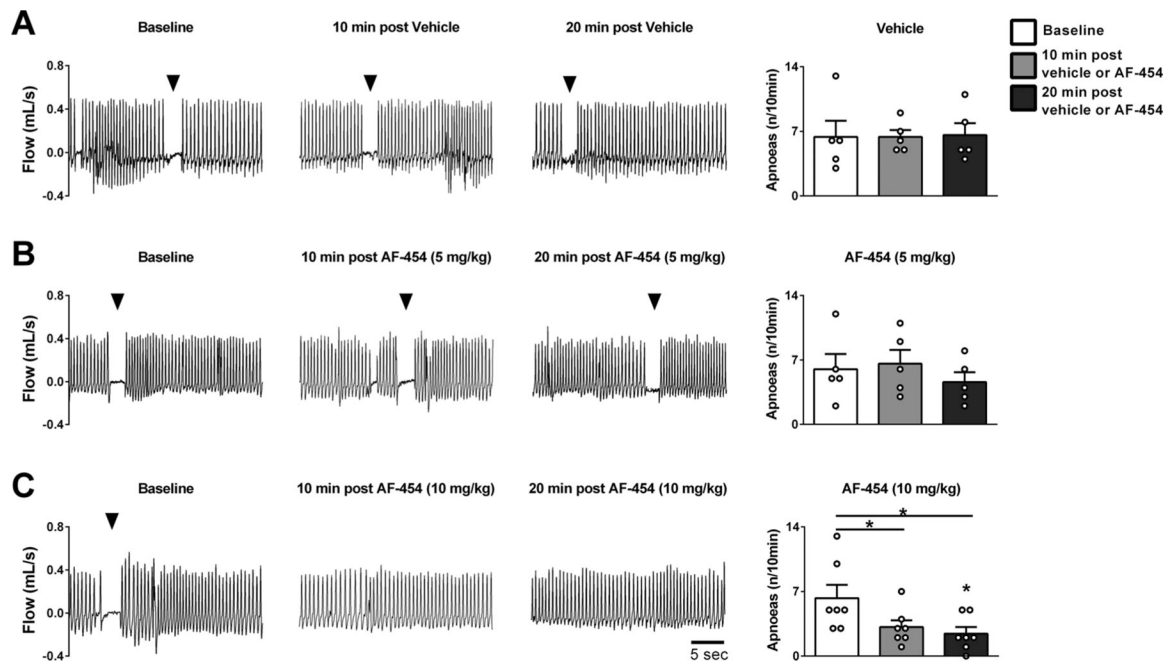 A
Baseline
10 min post Vehicle
20 min post Vehicle
Vehicle
Baseline
10 min post
vehicle or AF-454
20 min post
vehicle or AF-454
Flow (mL/s)
0.8
0.4
0.0
-0.4
Apnoeas (n/10min)
14
7
0
B
Baseline
10 min post AF-454 (5 mg/kg)
20 min post AF-454 (5 mg/kg)
AF-454 (5 mg/kg)
Flow (mL/s)
0.8
0.4
0.0
-0.4
Apnoeas (n/10min)
14
7
0
C
Baseline
10 min post AF-454 (10 mg/kg)
20 min post AF-454 (10 mg/kg)
AF-454 (10 mg/kg)
Flow (mL/s)
0.8
0.4
0.0
-0.4
5 sec
Apnoeas (n/10min)
14
7
0
*
*
*